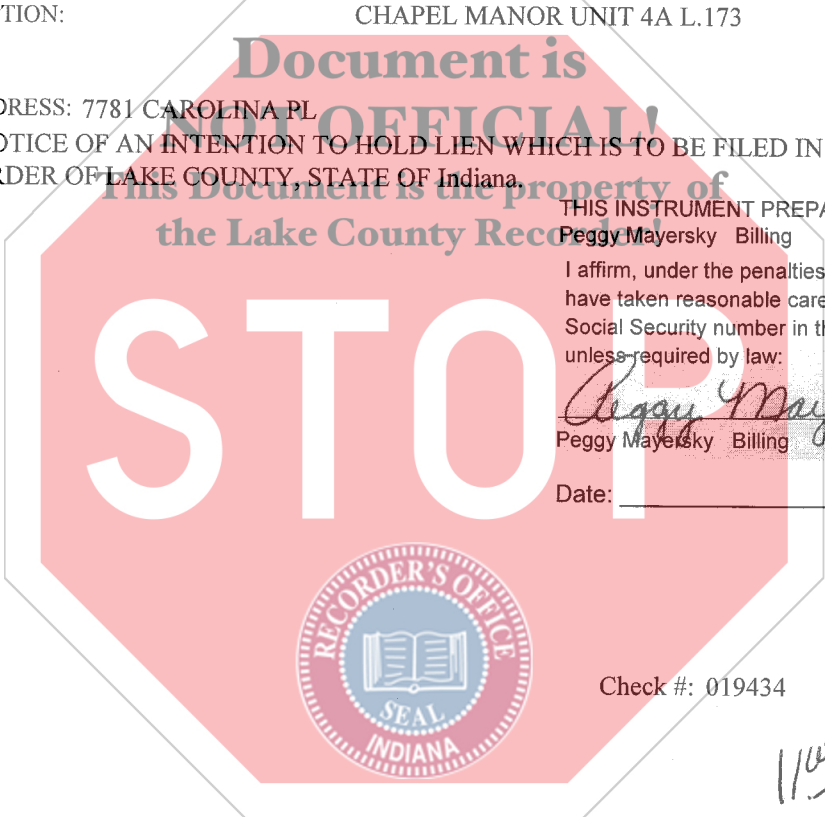 TION: CHAPEL MANOR UNIT 4A L.173
Document is
DRESS: 7781 CAROLINA PL
NOT OFFICIAL!
OTICE OF AN INTENTION TO HOLD LIEN WHICH IS TO BE FILED IN
RDER OF LAKE COUNTY, STATE OF Indiana.
This Document is the property of
THIS INSTRUMENT PREPA
the Lake County Recorder!
Peggy Mayersky Billing
I affirm, under the penalties
have taken reasonable care
Social Security number in th
unless required by law:
STOP
Peggy May
Peggy Mayersky Billing
Date:
RECORDER'S OFFICE
SEAL
INDIANA
Check #: 019434